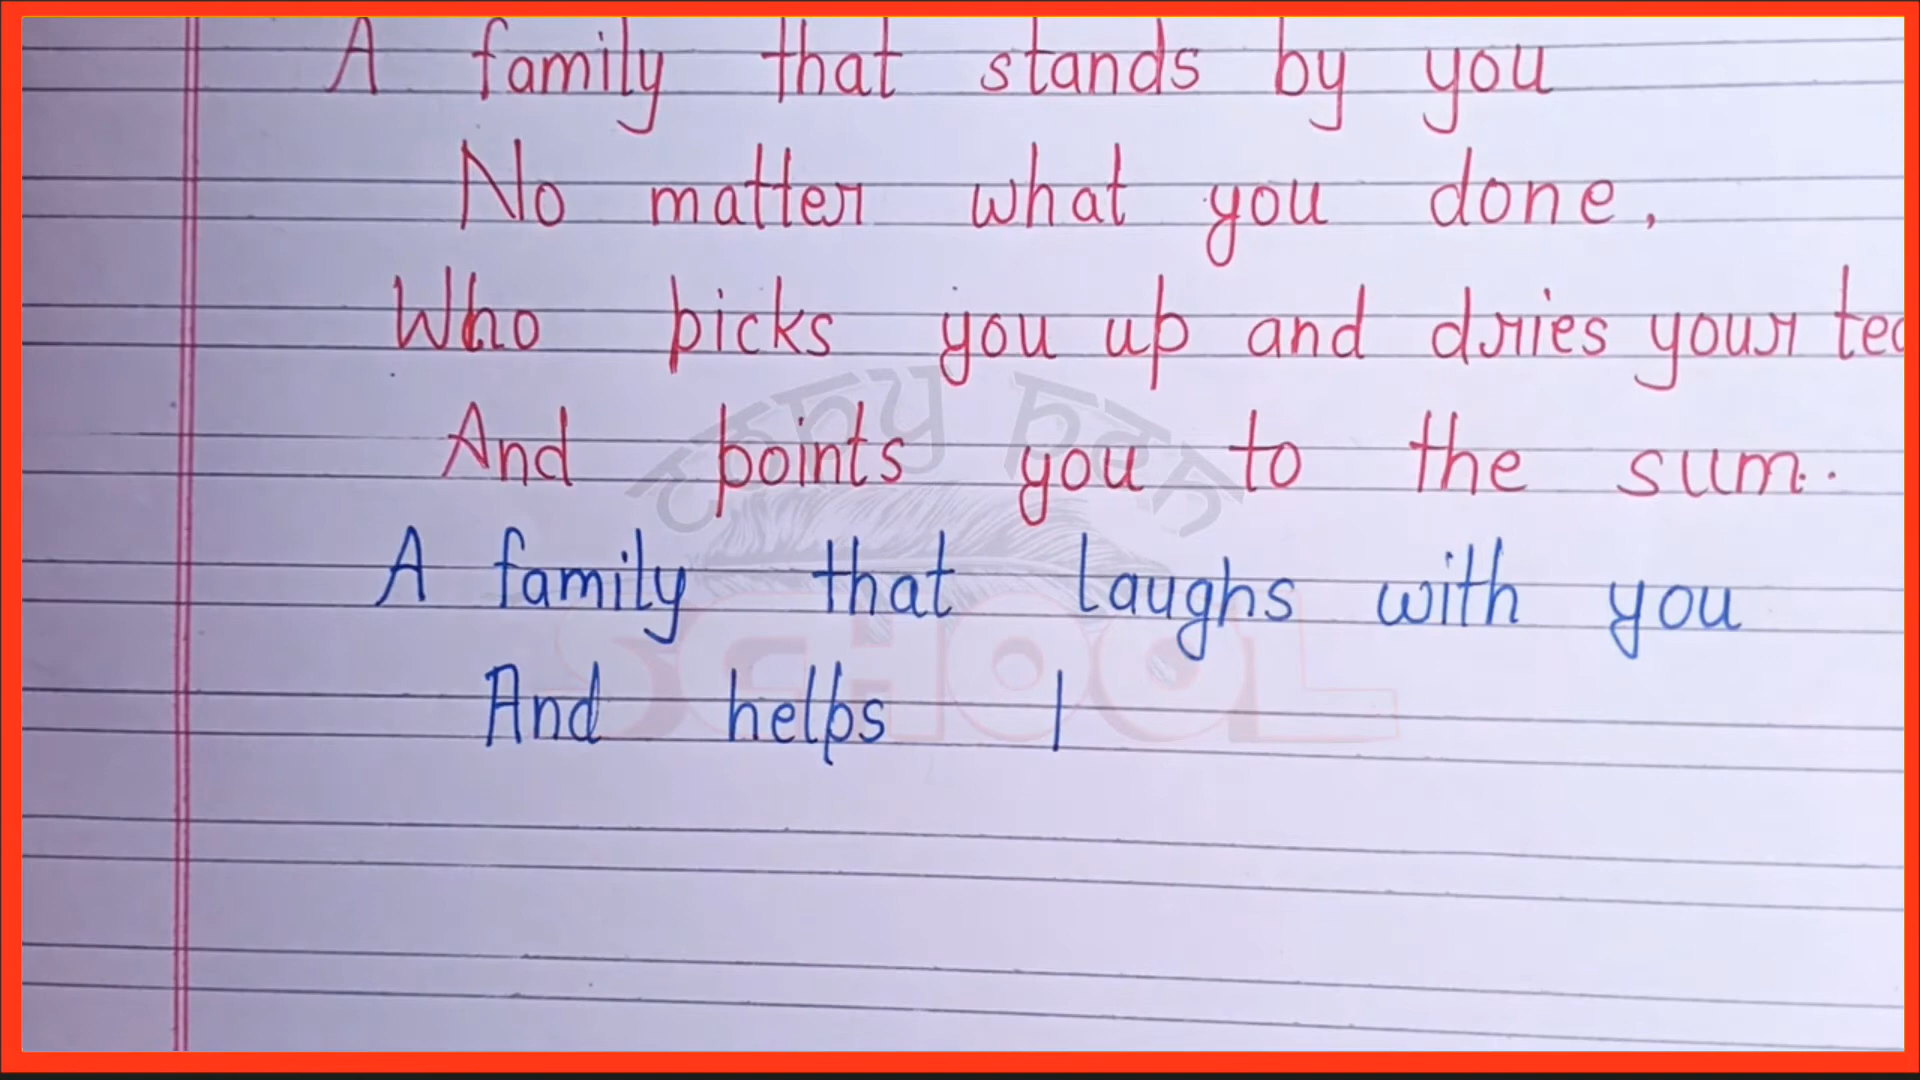 A family that stands by you
No matter what you done,
Who picks you up and dries your
And points you to the sum.
A family that laughs with you
And helps
SCHOOL